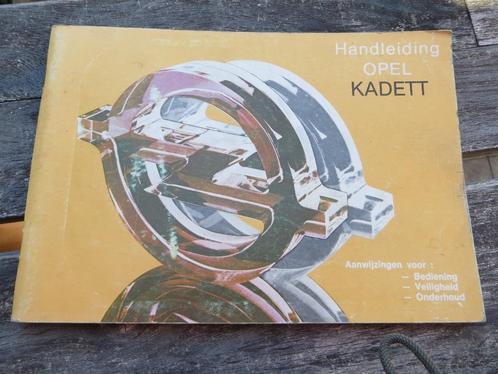 Handleiding
OPEL
KADETT
Aanwijzingen voor :
— Bediening
— Veiligheid
— Onderhoud